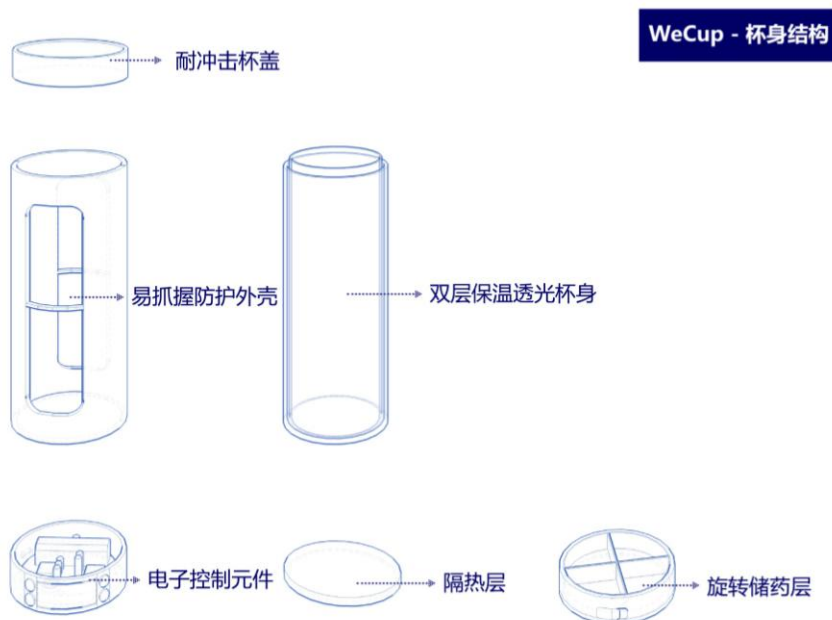 WeCup - 杯身结构
耐冲击杯盖
易抓握防护外壳
双层保温透光杯身
电子控制元件
隔热层
旋转储药层